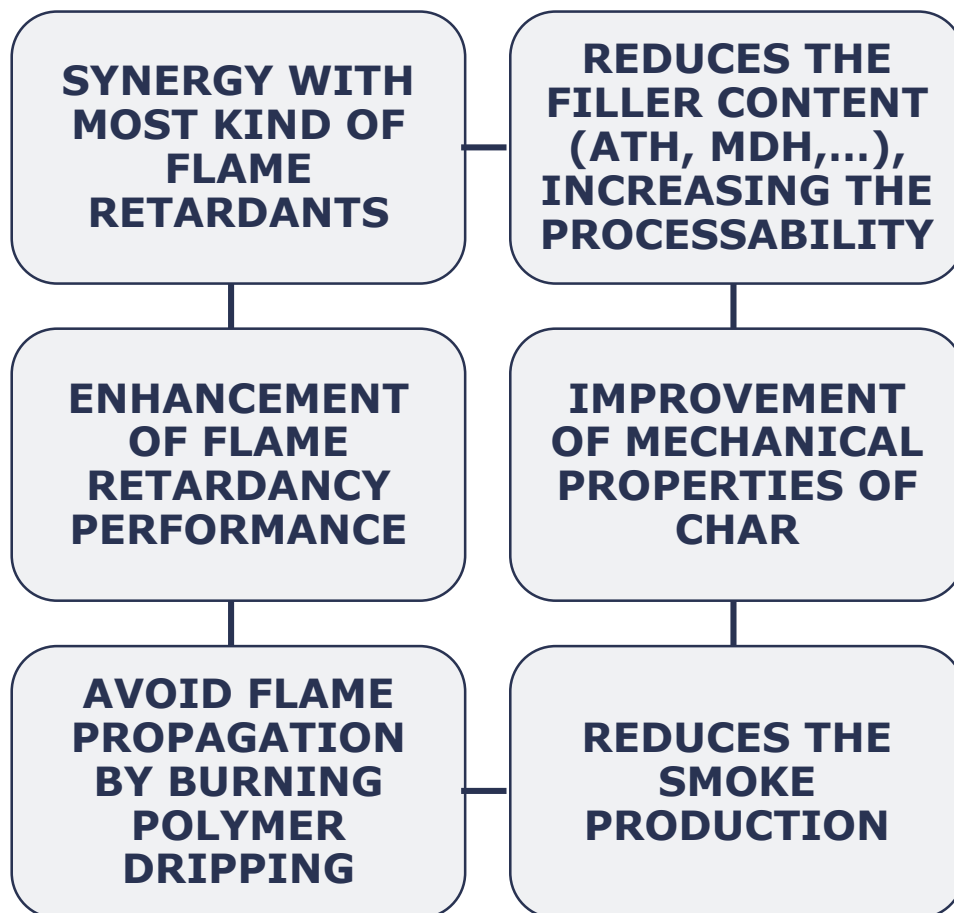 SYNERGY WITH
MOST KIND OF
FLAME
RETARDANTS
REDUCES THE
FILLER CONTENT
(ATH, MDH,...),
INCREASING THE
PROCESSABILITY
ENHANCEMENT
OF FLAME
RETARDANCY
PERFORMANCE
IMPROVEMENT
OF MECHANICAL
PROPERTIES OF
CHAR
AVOID FLAME
PROPAGATION
BY BURNING
POLYMER
DRIPPING
REDUCES THE
SMOKE
PRODUCTION